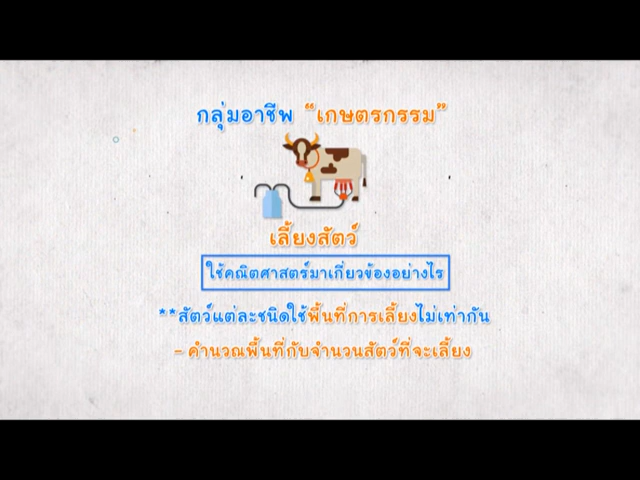 กลุ่มอาชีพ “เกษตรกรรม”
เลี้ยงสัตว์
ใช้คณิตศาสตร์มาเกี่ยวข้องอย่างไร
**สัตว์แต่ละชนิดใช้พื้นที่การเลี้ยงไม่เท่ากัน
- คำนวณพื้นที่กับจำนวนสัตว์ที่จะเลี้ยง